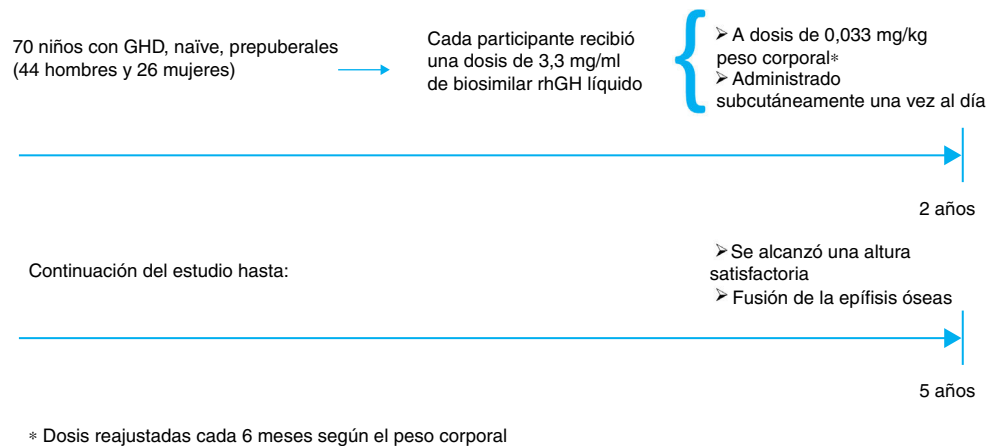 70 niños con GHD, naïve, prepuberales
(44 hombres y 26 mujeres)
Cada participante recibió
una dosis de 3,3 mg/ml
de biosimilar rhGH líquido
➢ A dosis de 0,033 mg/kg
peso corporal*
➢ Administrado
subcutáneamente una vez al día
2 años
Continuación del estudio hasta:
➢ Se alcanzó una altura
satisfactoria
➢ Fusión de la epífisis óseas
5 años
* Dosis reajustadas cada 6 meses según el peso corporal